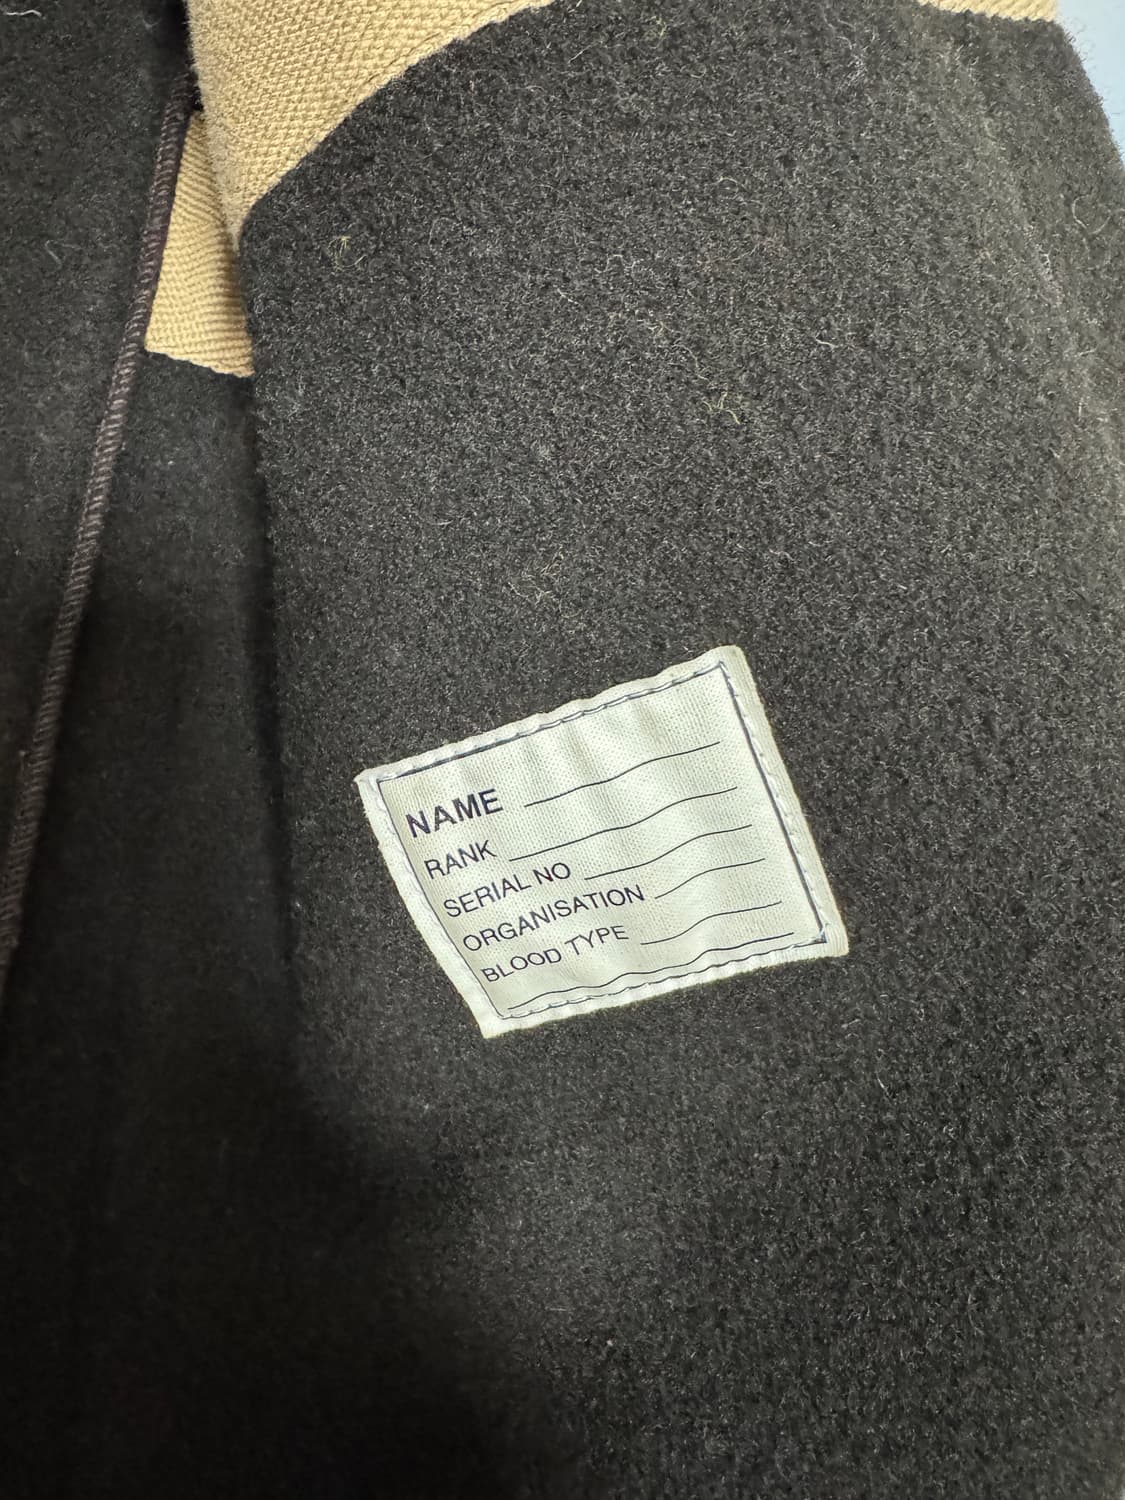 NAME
RANK
SERIAL NO
ORGANISATION
BLOOD TYPE